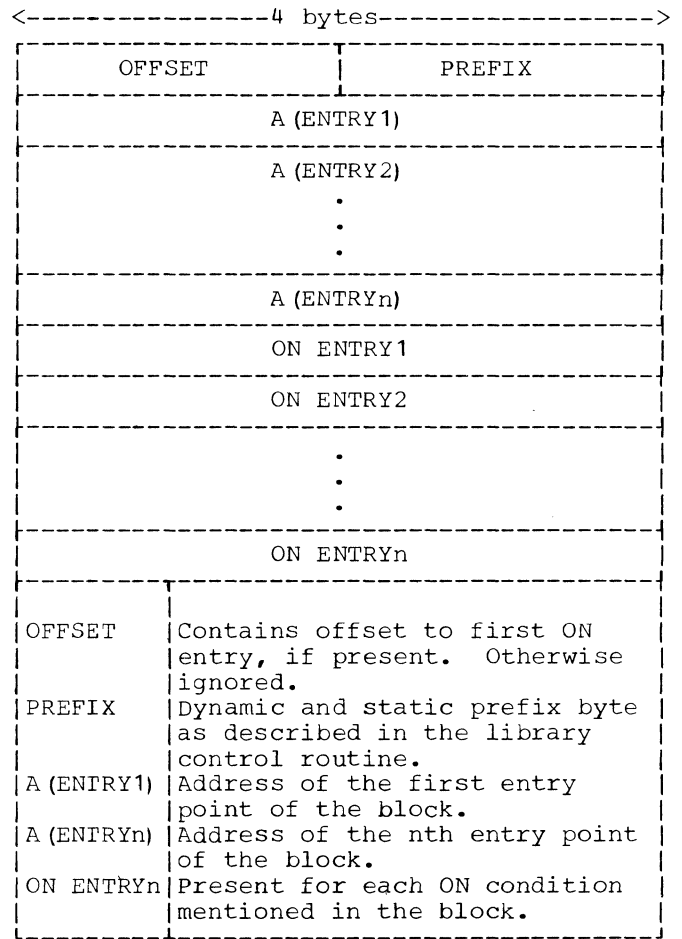 <----------------4 bytes------------------>
OFFSET PREFIX
A(ENTRY1)
A(ENTRY2)
.
.
.
A(ENTRYn)
ON ENTRY1
ON ENTRY2
.
.
.
ON ENTRYn
OFFSET Contains offset to first ON
entry, if present. Otherwise
ignored.
PREFIX Dynamic and static prefix byte
as described in the library
control routine.
A(ENTRY1) Address of the first entry
point of the block.
A(ENTRYn) Address of the nth entry point
of the block.
ON ENTRYn Present for each ON condition
mentioned in the block.